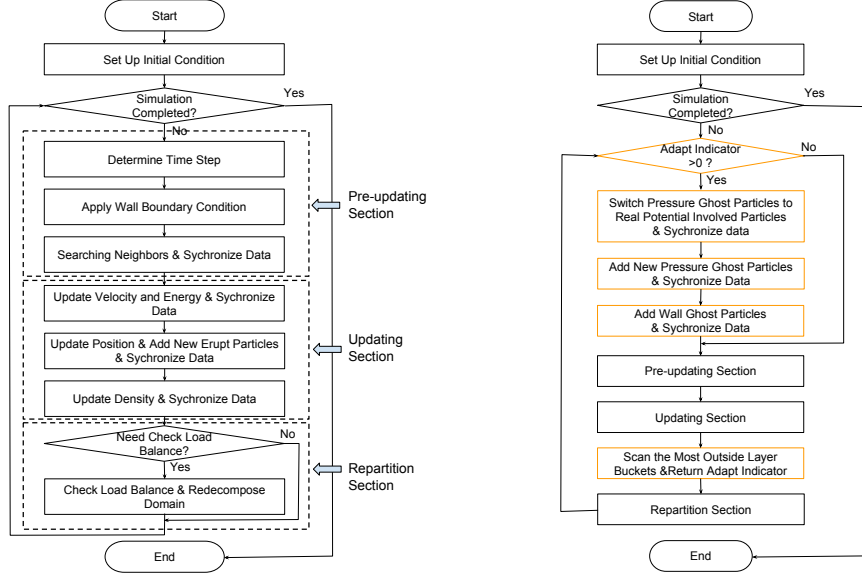 Start
Set Up Initial Condition
Simulation
Completed?
Yes
No
Determine Time Step
Apply Wall Boundary Condition
Searching Neighbors & Sychronize Data
Pre-updating
Section
Update Velocity and Energy & Sychronize
Data
Update Position & Add New Erupt Particles
& Sychronize Data
Update Density & Sychronize Data
Updating
Section
Need Check Load
Balance?
No
Yes
Check Load Balance & Redecompose
Domain
Repartition
Section
End
Start
Set Up Initial Condition
Simulation
Completed?
Yes
No
Adapt Indicator
>0 ?
No
Yes
Switch Pressure Ghost Particles to
Real Potential Involved Particles
& Sychronize data
Add New Pressure Ghost Particles
& Sychronize Data
Add Wall Ghost Particles
& Sychronize Data
Pre-updating Section
Updating Section
Scan the Most Outside Layer
Buckets &Return Adapt Indicator
Repartition Section
End